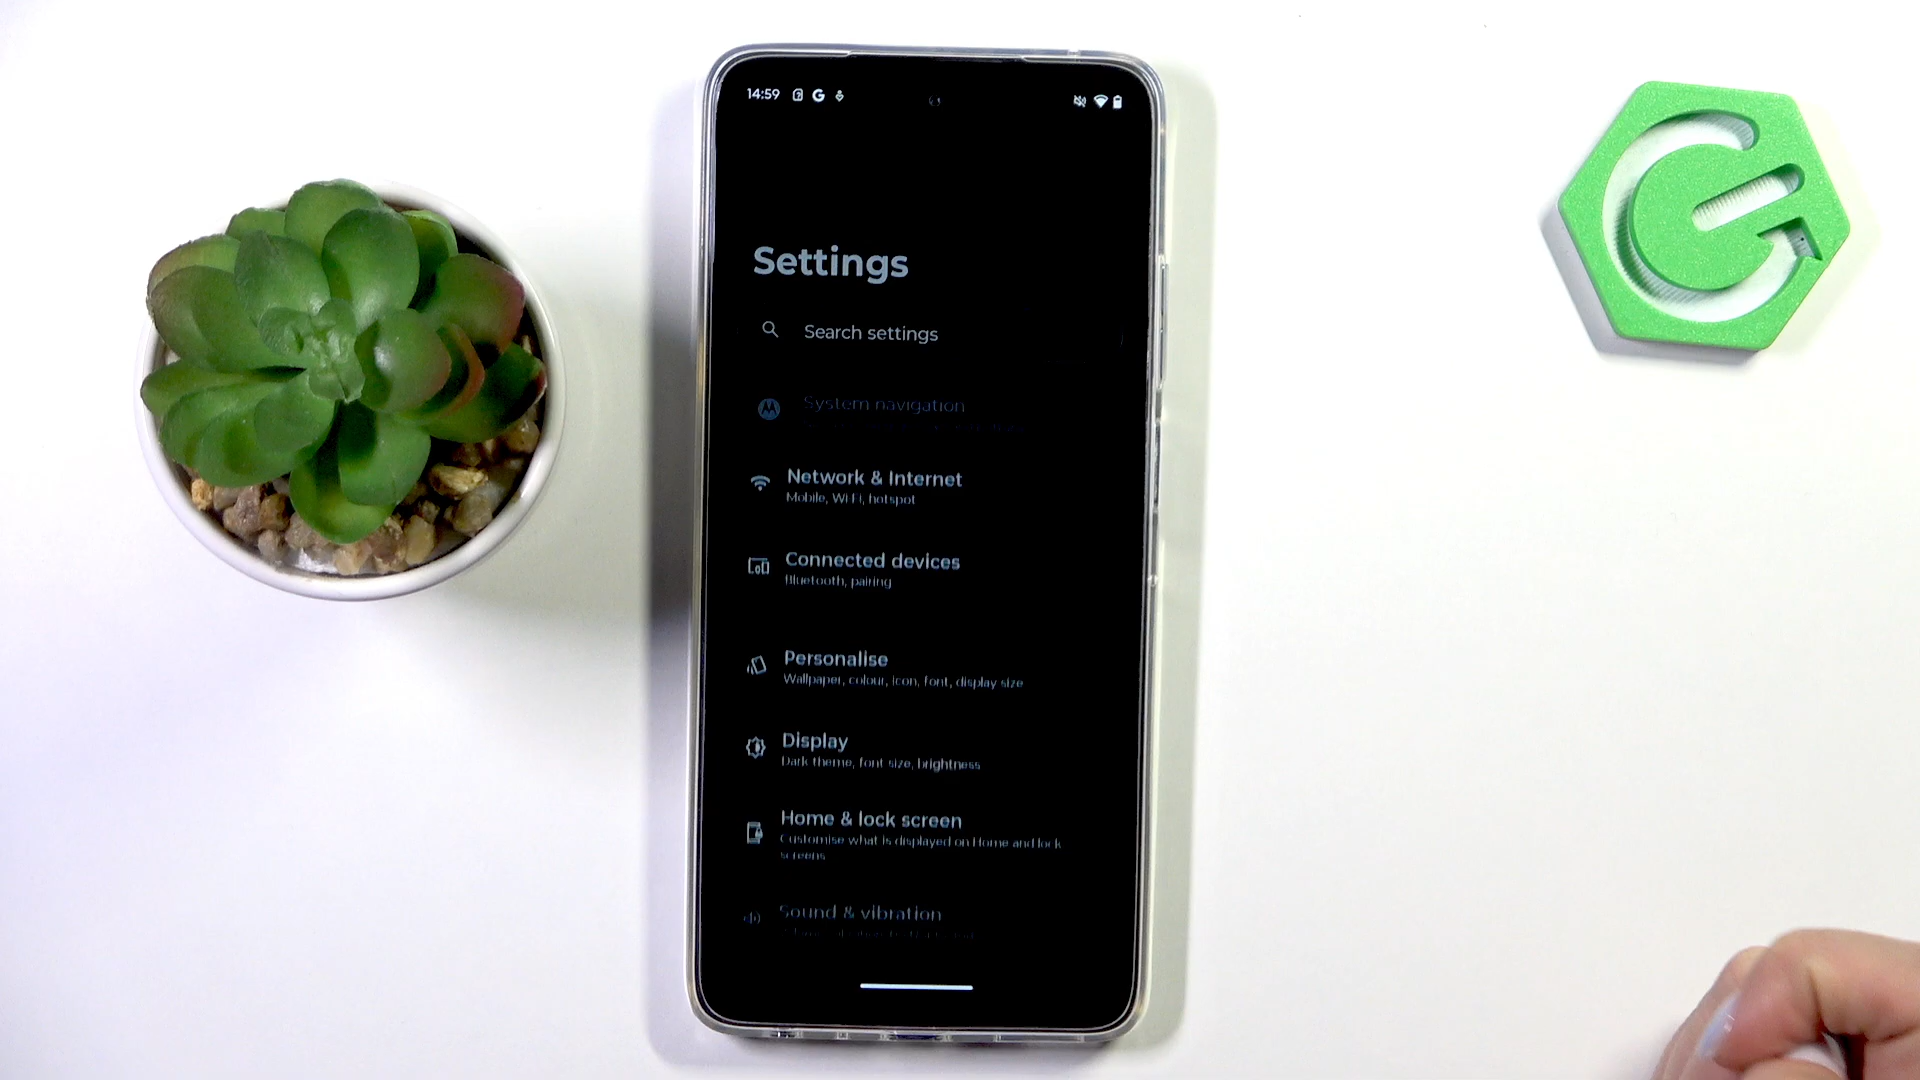 14:59
Settings
Search settings
System navigation
Network & Internet
Mobile, Wi-Fi, hotspot
Connected devices
Bluetooth, pairing
Personalise
Wallpaper, colour, icon, font, display size
Display
Dark theme, font size, brightness
Home & lock screen
Customise what is displayed on Home and lock
screens
Sound & vibration